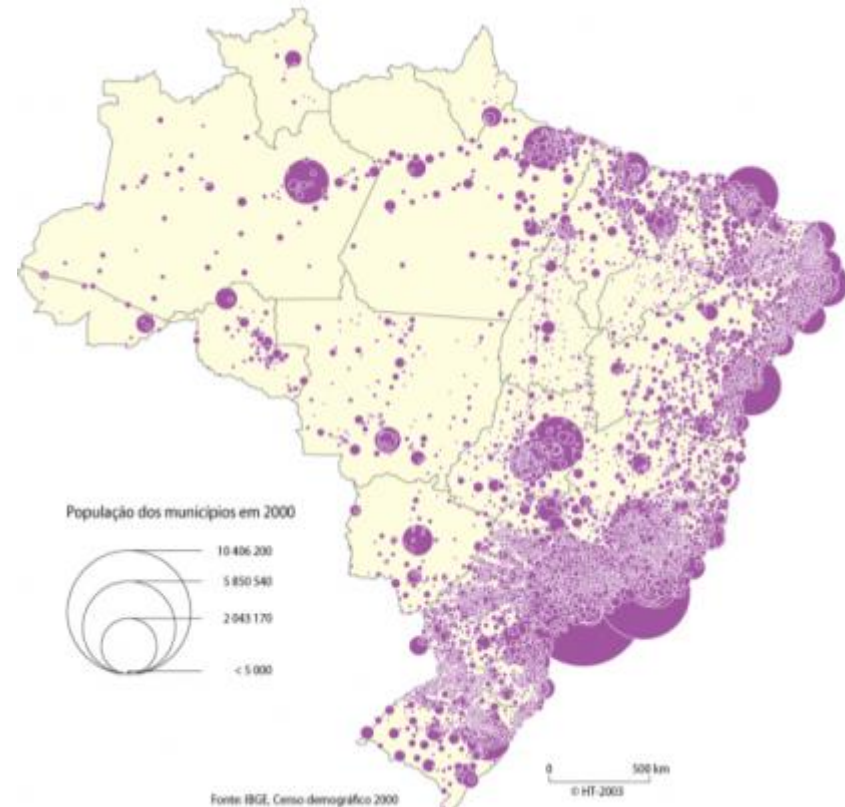 População dos municípios em 2000
10 406 200
5 850 540
2 043 170
< 5 000
0 500 km
© HT-2003
Fonte: IBGE, Censo demográfico 2000